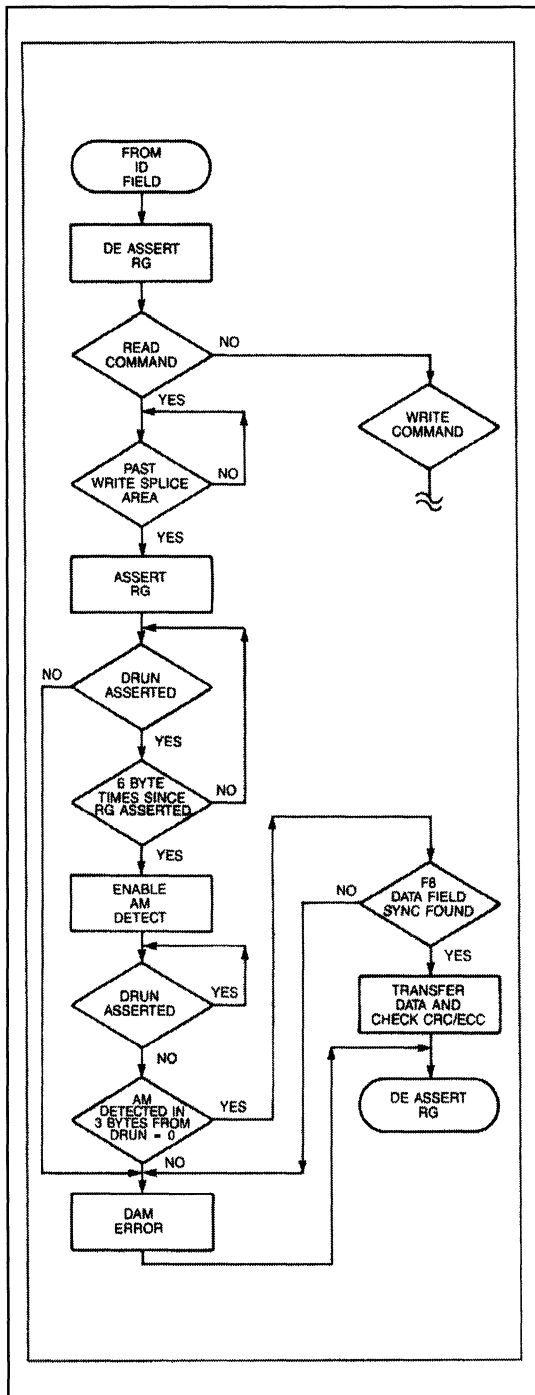 FROM
ID
FIELD
DE ASSERT
RG
READ
COMMAND
NO
YES
WRITE
COMMAND
PAST
WRITE SPLICE
AREA
NO
YES
ASSERT
RG
NO
DRUN
ASSERTED
YES
6 BYTE
TIMES SINCE
RG ASSERTED
NO
YES
ENABLE
AM
DETECT
DRUN
ASSERTED
YES
NO
AM
DETECTED IN
3 BYTES FROM
DRUN = 0
YES
NO
DAM
ERROR
NO
F8
DATA FIELD
SYNC FOUND
YES
TRANSFER
DATA AND
CHECK CRC/ECC
DE ASSERT
RG